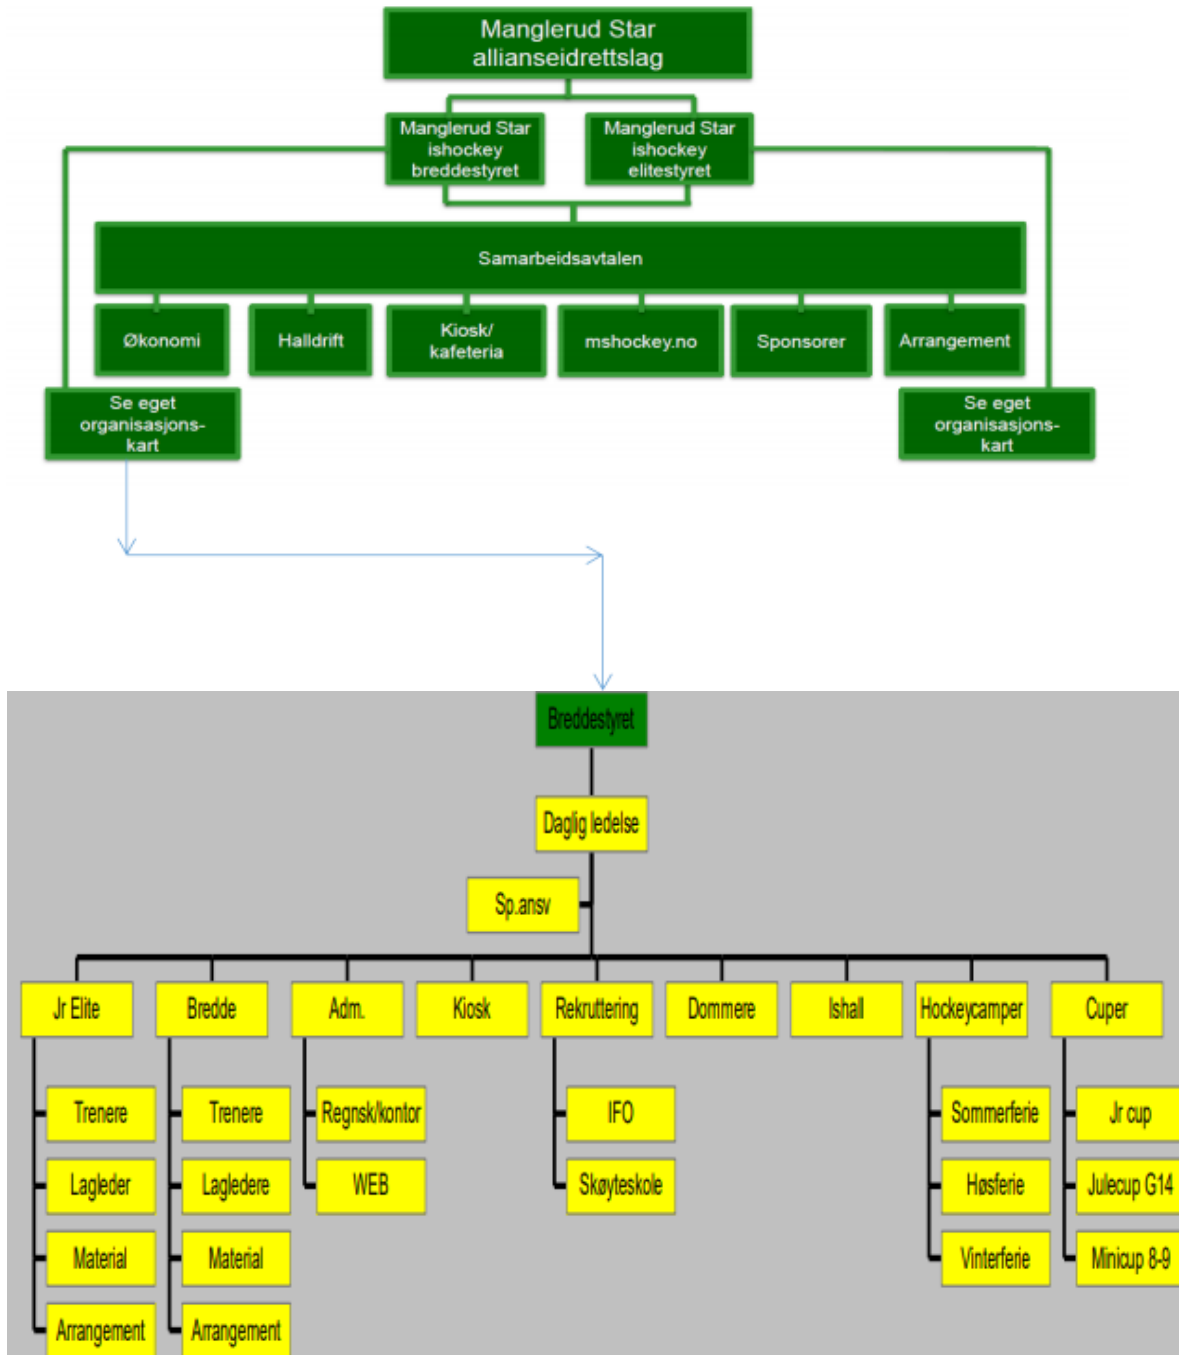 Manglerud Star
allianseidrettslag
Manglerud Star
ishockey
breddestyret
Manglerud Star
ishockey
elitestyret
Samarbeidsavtalen
Økonomi
Halldrift
Kiosk/
kafeteria
mshockey.no
Sponsorer
Arrangement
Se eget
organisasjons-
kart
Se eget
organisasjons-
kart
Breddestyret
Daglig ledelse
Sp.ansv
Jr Elite
Bredde
Adm.
Kiosk
Rekruttering
Dommere
Ishall
Hockeycamper
Cuper
Trenere
Trenere
Regnsk/kontor
IFO
Sommerferie
Jr cup
Lagleder
Lagledere
WEB
Skøyteskole
Høsferie
Julecup G14
Material
Material
Vinterferie
Minicup 8-9
Arrangement
Arrangement